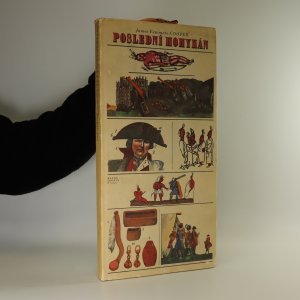 James Fenimore COOPER
POSLEDNÍ MOHYKÁN